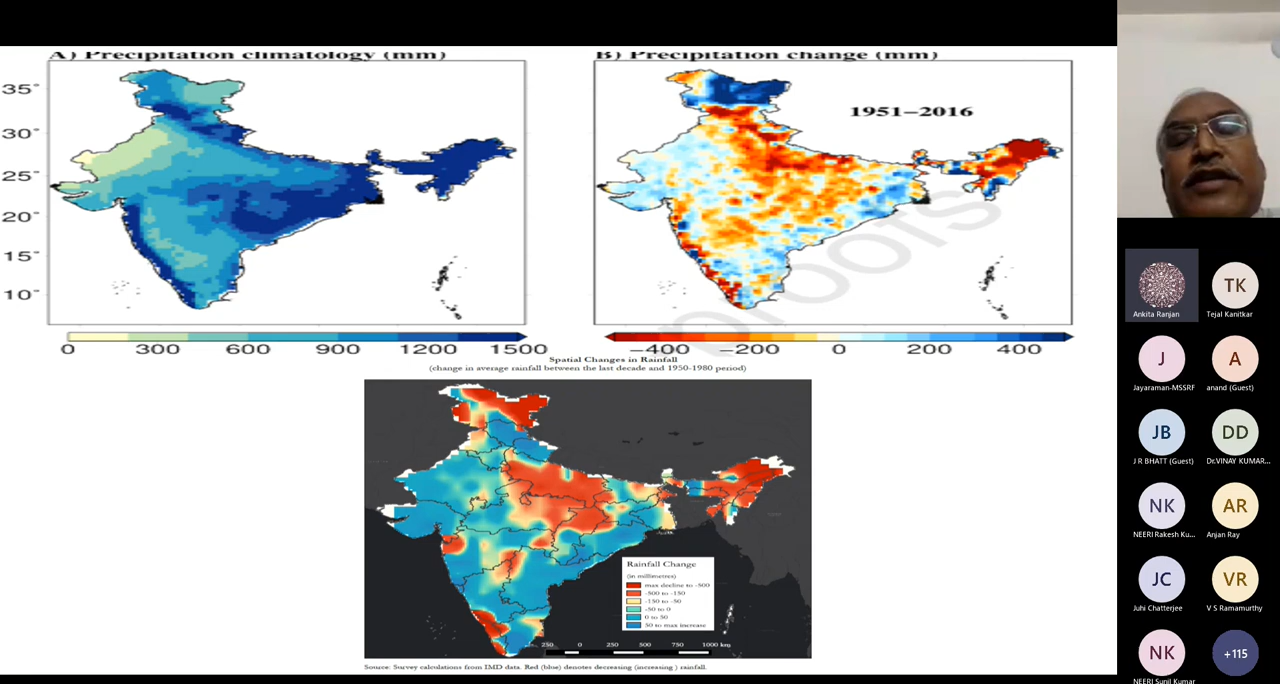 A) Precipitation climatology (mm)
B) Precipitation change (mm)
35°
30°
25°
20°
15°
10°
1951–2016
proofs
0 300 600 900 1200 1500
−400 −200 0 200 400
Spatial Changes in Rainfall
(change in average rainfall between the last decade and 1950-1980 period)
Rainfall Change
(in millimetres)
max decline to -500
-500 to -150
-150 to -50
-50 to 0
0 to 50
50 to max increase
250 0 250 500 750 1000 km
Source: Survey calculations from IMD data. Red (blue) denotes decreasing (increasing ) rainfall.
Ankita Ranjan
TK
Tejal Kanitkar
J
Jayaraman-MSSRF
A
anand (Guest)
JB
J R BHATT (Guest)
DD
Dr.VINAY KUMAR...
NK
NEERI Rakesh Ku...
AR
Anjan Ray
JC
Juhi Chatterjee
VR
V S Ramamurthy
NK
NEERI Sunil Kumar
+115